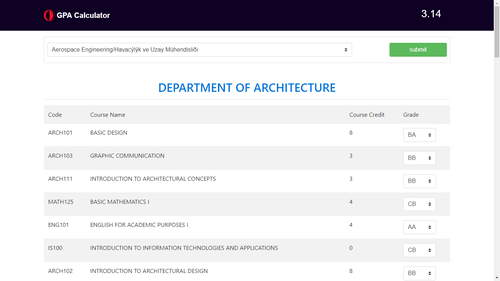 GPA Calculator
3.14
Aerospace Engineering/Havacýlýk ve Uzay Mühendisliði
submit
DEPARTMENT OF ARCHITECTURE
Code Course Name Course Credit Grade
ARCH101 BASIC DESIGN 8 BA
ARCH103 GRAPHIC COMMUNICATION 3 BB
ARCH111 INTRODUCTION TO ARCHITECTURAL CONCEPTS 3 BB
MATH125 BASIC MATHEMATICS I 4 CB
ENG101 ENGLISH FOR ACADEMIC PURPOSES I 4 AA
IS100 INTRODUCTION TO INFORMATION TECHNOLOGIES AND APPLICATIONS 0 CB
ARCH102 INTRODUCTION TO ARCHITECTURAL DESIGN 8 BB